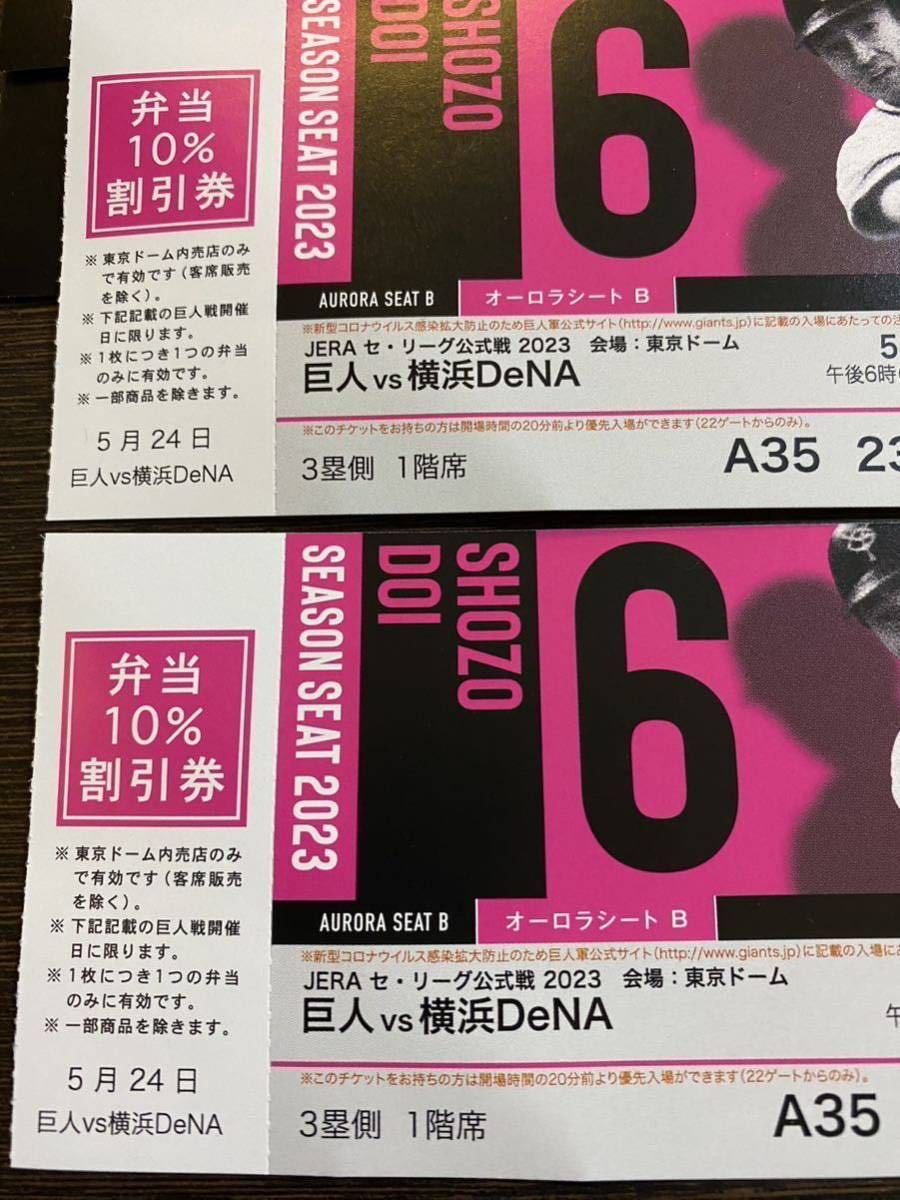 弁当
10%
割引券
※ 東京ドーム内売店のみ
で有効です（客席販売
を除く）。
※ 下記記載の巨人戦開催
日に限ります。
※ 1枚につき1つの弁当
のみに有効です。
※ 一部商品を除きます。
5月24日
巨人vs横浜DeNA
SEASON SEAT 2023
SHOZO
DOI
6
AURORA SEAT B
オーロラシート B
※新型コロナウイルス感染拡大防止のため巨人軍公式サイト(http://www.giants.jp)に記載の入場にあたっての活
JERA セ・リーグ公式戦 2023 会場：東京ドーム 5
巨人 vs 横浜DeNA 午後6時
※このチケットをお持ちの方は開場時間の20分前より優先入場ができます(22ゲートからのみ)。
3塁側 1階席 A35 23
弁当
10%
割引券
※ 東京ドーム内売店のみ
で有効です（客席販売
を除く）。
※ 下記記載の巨人戦開催
日に限ります。
※ 1枚につき1つの弁当
のみに有効です。
※ 一部商品を除きます。
5月24日
巨人vs横浜DeNA
SEASON SEAT 2023
SHOZO
DOI
6
AURORA SEAT B
オーロラシート B
※新型コロナウイルス感染拡大防止のため巨人軍公式サイト(http://www.giants.jp)に記載の入場にあ
JERA セ・リーグ公式戦 2023 会場：東京ドーム
巨人 vs 横浜DeNA 午
※このチケットをお持ちの方は開場時間の20分前より優先入場ができます(22ゲートからのみ)。
3塁側 1階席 A35